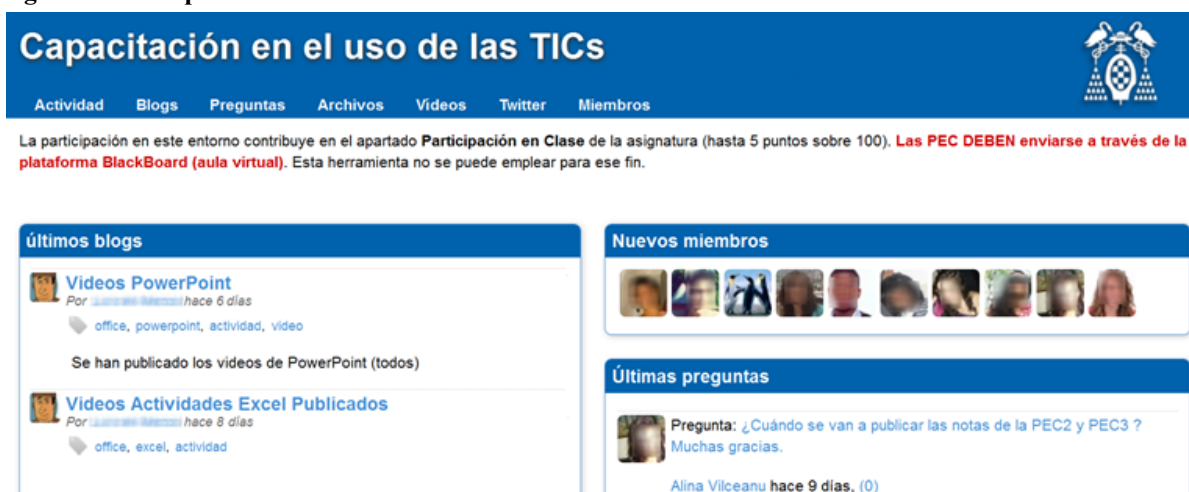 Capacitación en el uso de las TICs
Actividad Blogs Preguntas Archivos Videos Twitter Miembros
La participación en este entorno contribuye en el apartado Participación en Clase de la asignatura (hasta 5 puntos sobre 100). Las PEC DEBEN enviarse a través de la
plataforma BlackBoard (aula virtual). Esta herramienta no se puede emplear para ese fin.
últimos blogs
Videos PowerPoint
Por hace 6 días
office, powerpoint, actividad, video
Se han publicado los videos de PowerPoint (todos)
Videos Actividades Excel Publicados
Por hace 8 días
office, excel, actividad
Nuevos miembros
Últimas preguntas
Pregunta: ¿Cuándo se van a publicar las notas de la PEC2 y PEC3 ?
Muchas gracias.
Alina Vilceanu hace 9 días, (0)